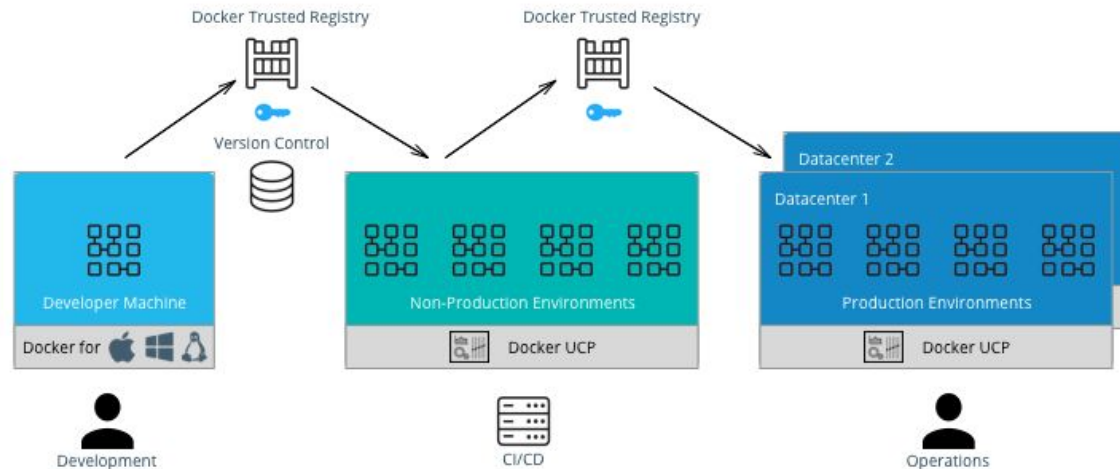 Docker Trusted Registry
Docker Trusted Registry
Version Control
Datacenter 2
Datacenter 1
Developer Machine
Non-Production Environments
Production Environments
Docker for
Docker UCP
Docker UCP
Development
CI/CD
Operations